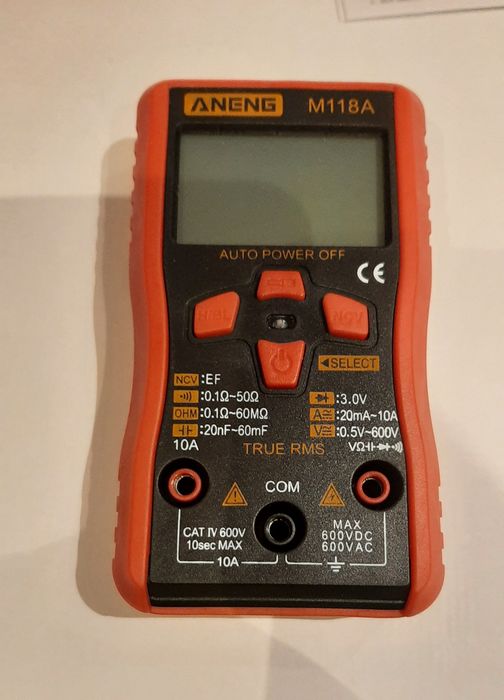 ANENG M118A
AUTO POWER OFF
CE
H/BL NCV
◄SELECT
NCV :EF
:0.1Ω~50Ω :3.0V
OHM :0.1Ω~60MΩ A :20mA~10A
:20nF~60mF V :0.5V~600V
10A TRUE RMS VΩ
COM
CAT IV 600V
10sec MAX
10A
MAX
600VDC
600VAC